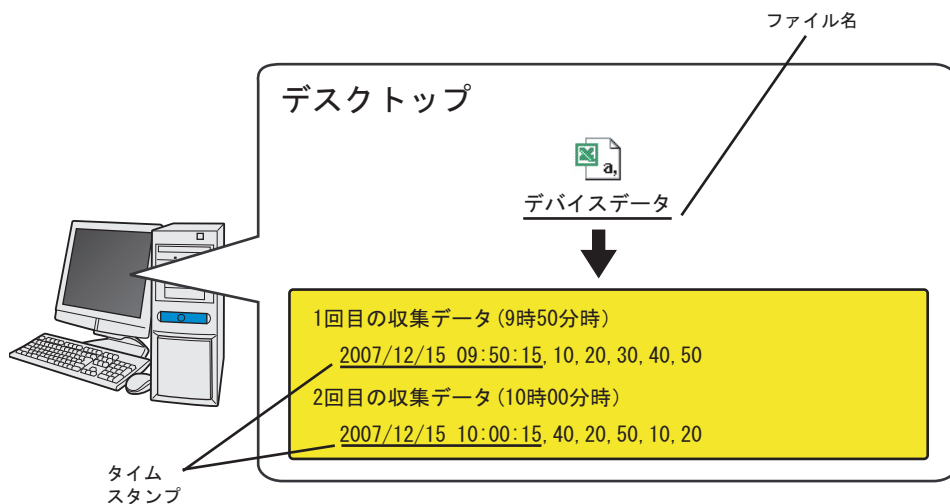 ファイル名
デスクトップ
a,
デバイスデータ
1回目の収集データ(9時50分時)
2007/12/15 09:50:15, 10, 20, 30, 40, 50
2回目の収集データ(10時00分時)
2007/12/15 10:00:15, 40, 20, 50, 10, 20
タイム
スタンプ